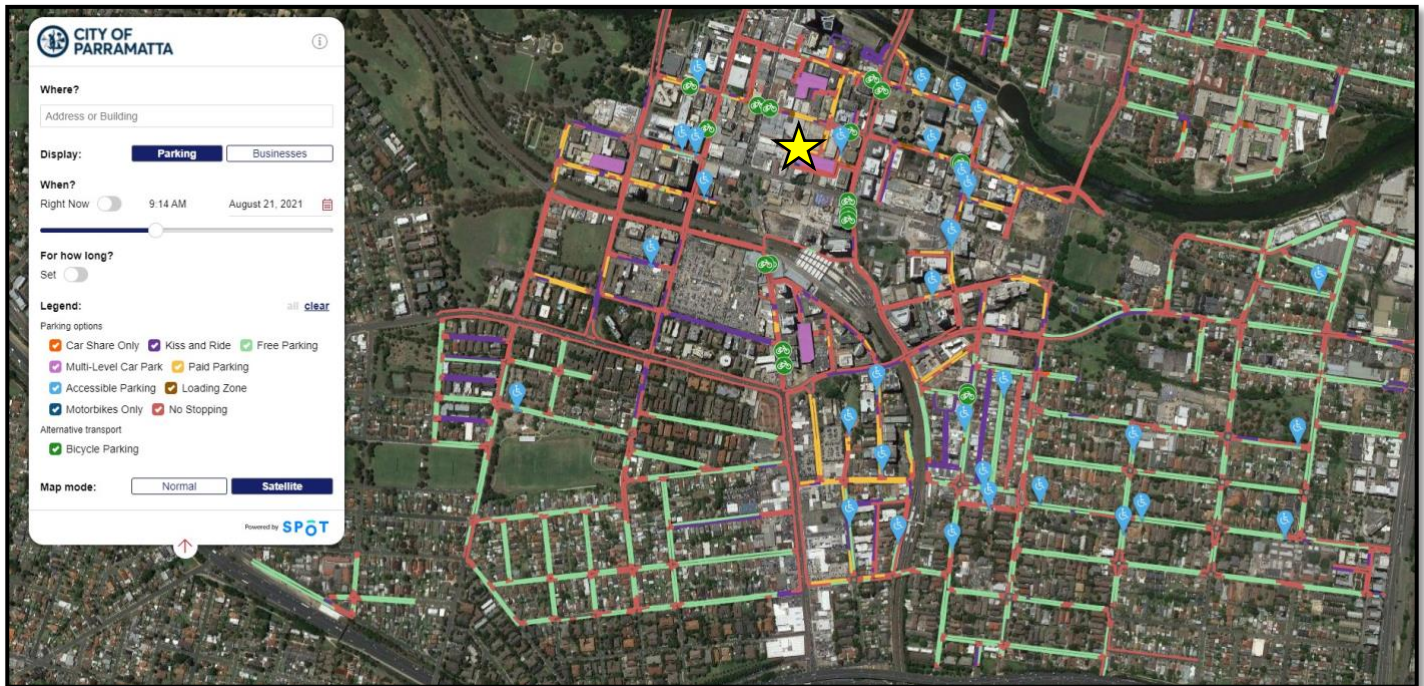 CITY OF
PARRAMATTA
Where?
Address or Building
Display: Parking Businesses
When?
Right Now 9:14 AM August 21, 2021
For how long?
Set
Legend: all clear
Parking options
Car Share Only Kiss and Ride Free Parking
Multi-Level Car Park Paid Parking
Accessible Parking Loading Zone
Motorbikes Only No Stopping
Alternative transport
Bicycle Parking
Map mode: Normal Satellite
Powered by SPOT